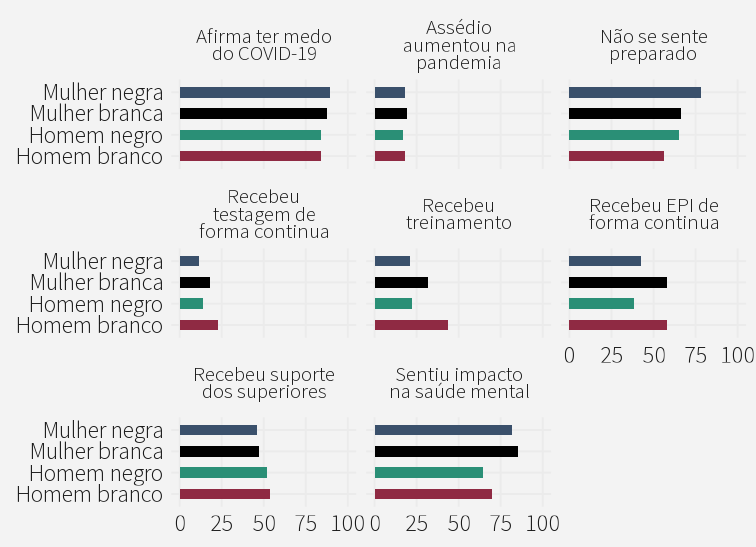 Afirma ter medo
do COVID-19
Assédio
aumentou na
pandemia
Não se sente
preparado
Mulher negra
Mulher branca
Homem negro
Homem branco
Recebeu
testagem de
forma continua
Recebeu
treinamento
Recebeu EPI de
forma continua
Mulher negra
Mulher branca
Homem negro
Homem branco
0 25 50 75 100
Recebeu suporte
dos superiores
Sentiu impacto
na saúde mental
Mulher negra
Mulher branca
Homem negro
Homem branco
0 25 50 75 100 0 25 50 75 100